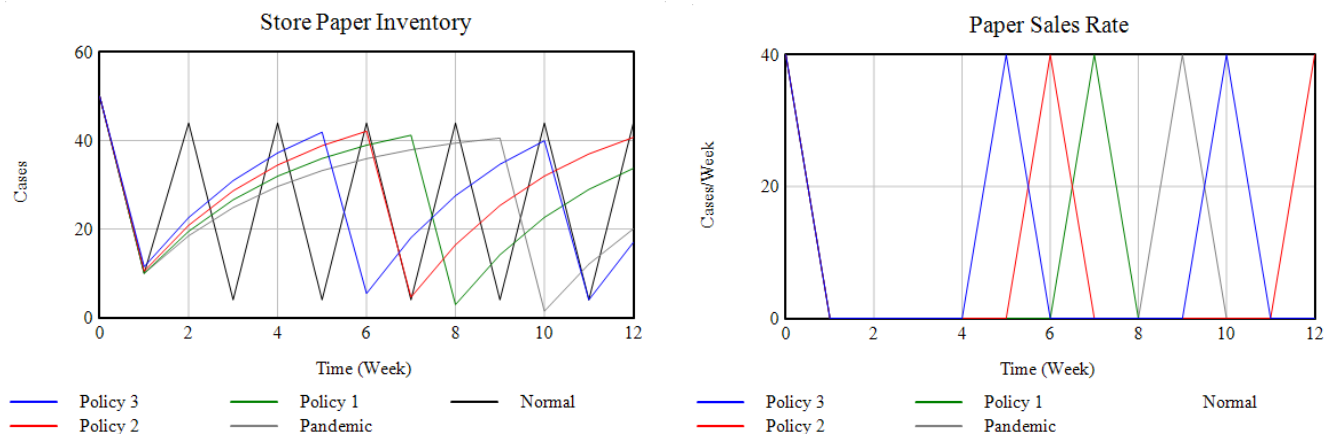 Store Paper Inventory
60
40
20
0
Cases
0 2 4 6 8 10 12
Time (Week)
Policy 3 Policy 1 Normal
Policy 2 Pandemic
Paper Sales Rate
40
20
0
Cases/Week
0 2 4 6 8 10 12
Time (Week)
Policy 3 Policy 1 Normal
Policy 2 Pandemic